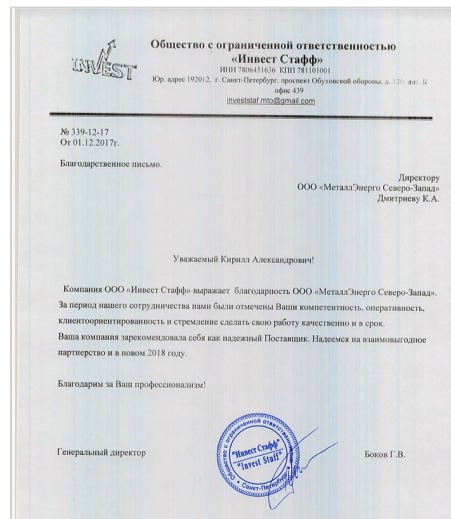 INVEST
Общество с ограниченной ответственностью
«Инвест Стафф»
ИНН 7806451636 КПП 781101001
Юр. адрес 192012, г. Санкт-Петербург, проспект Обуховской обороны, д. 120, лит. Б
офис 439
investstaf.mto@gmail.com
№ 339-12-17
От 01.12.2017г.
Благодарственное письмо.
Директору
ООО «МеталлЭнерго Северо-Запад»
Дмитриеву К.А.
Уважаемый Кирилл Александрович!
Компания ООО «Инвест Стафф» выражает благодарность ООО «МеталлЭнерго Северо-Запад».
За период нашего сотрудничества нами были отмечены Ваши компетентность, оперативность,
клиентоориентированность и стремление сделать свою работу качественно и в срок.
Ваша компания зарекомендовала себя как надежный Поставщик. Надеемся на взаимовыгодное
партнерство и в новом 2018 году.
Благодарим за Ваш профессионализм!
Общество с ограниченной ответственностью
"Инвест Стафф"
"Invest Staff"
Санкт-Петербург
Генеральный директор
Боков Г.В.